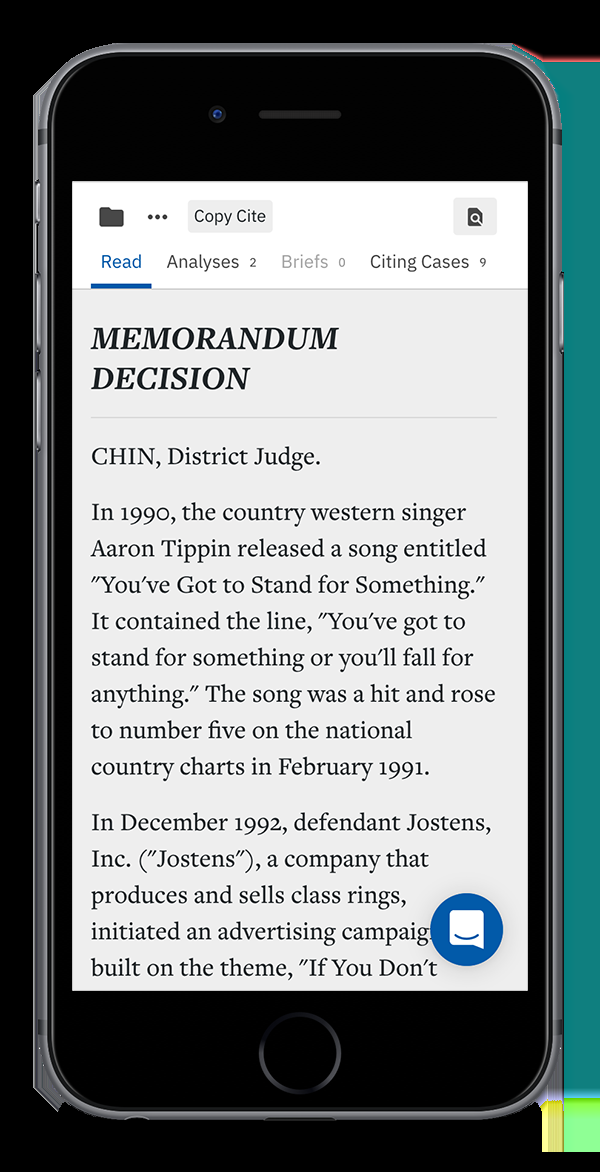 Copy Cite
Read Analyses 2 Briefs 0 Citing Cases 9
MEMORANDUM
DECISION
CHIN, District Judge.
In 1990, the country western singer
Aaron Tippin released a song entitled
"You've Got to Stand for Something."
It contained the line, "You've got to
stand for something or you'll fall for
anything." The song was a hit and rose
to number five on the national
country charts in February 1991.
In December 1992, defendant Jostens,
Inc. ("Jostens"), a company that
produces and sells class rings,
initiated an advertising
built on the theme, "If You Don't